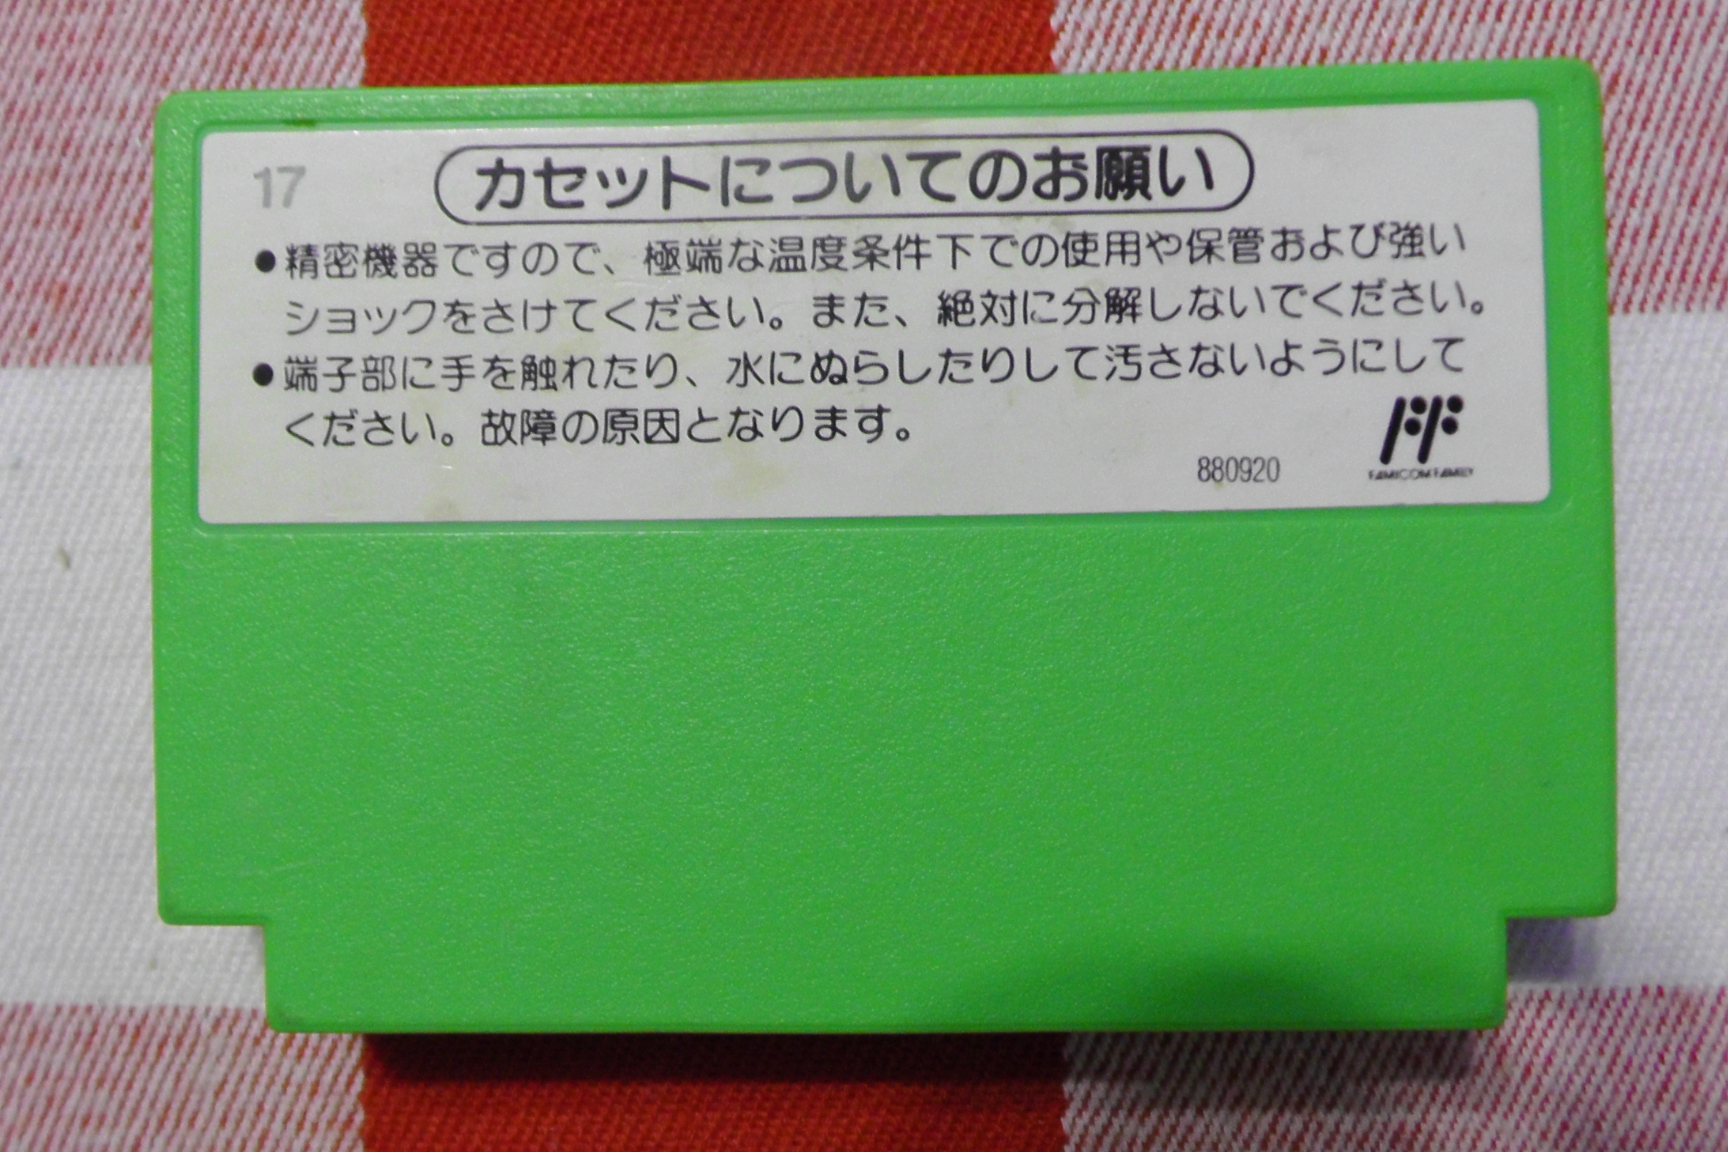 17
カセットについてのお願い
●精密機器ですので、極端な温度条件下での使用や保管および強い
ショックをさけてください。また、絶対に分解しないでください。
●端子部に手を触れたり、水にぬらしたりして汚さないようにして
ください。故障の原因となります。
880920
FAMICOM FAMILY